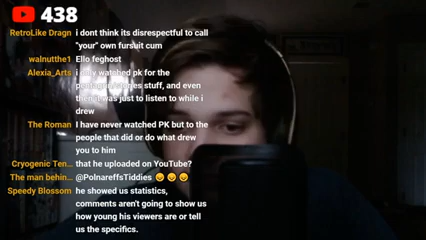 438
RetroLike Dragn i dont think its disrespectful to call
"your" own fursuit cum
walnutthe1 Ello feghost
Alexia_Arts i only watched pk for the
stuff, and even
then it was just to listen to while i
drew
The Roman I have never watched PK but to the
people that did or do what drew
you to him
Cryogenic Ten... that he uploaded on YouTube?
The man behin... @PolnareffsTiddies
Speedy Blossom he showed us statistics,
comments aren't going to show us
how young his viewers are or tell
us the specifics.